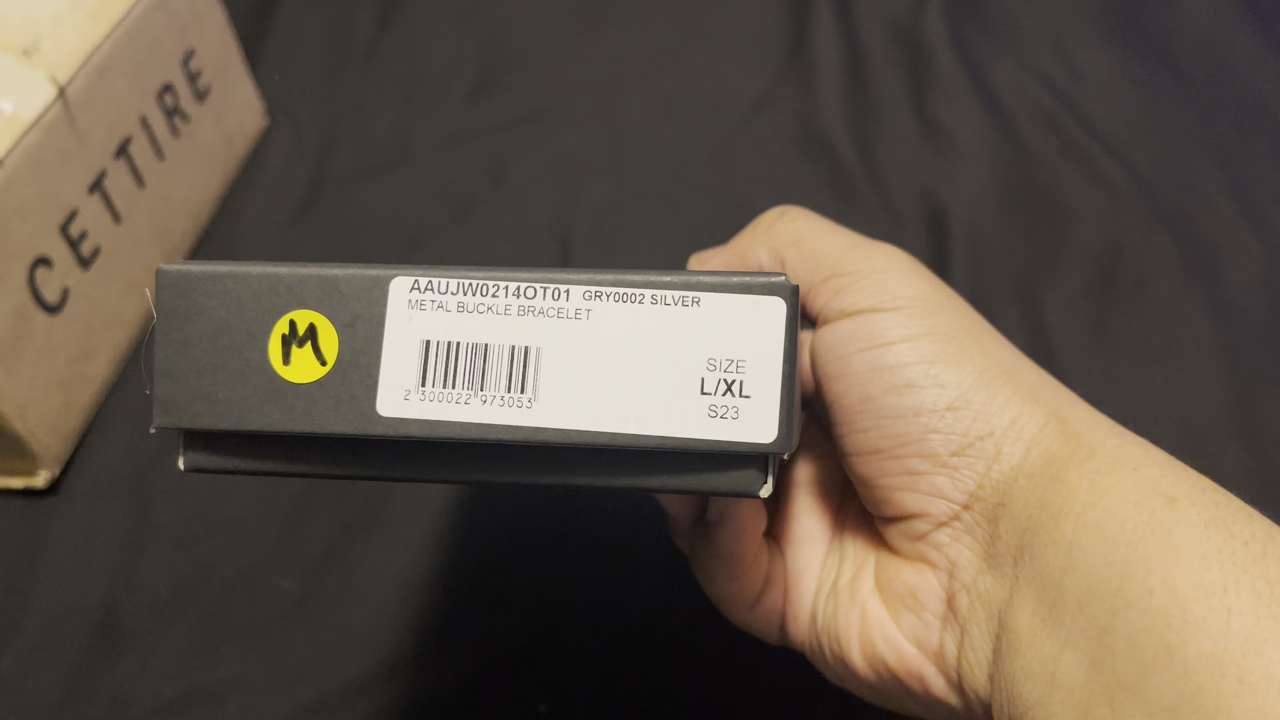 CETTIRE
AAUJW0214OT01 GRY0002 SILVER
METAL BUCKLE BRACELET
M
2 300022 973053
SIZE
L/XL
S23